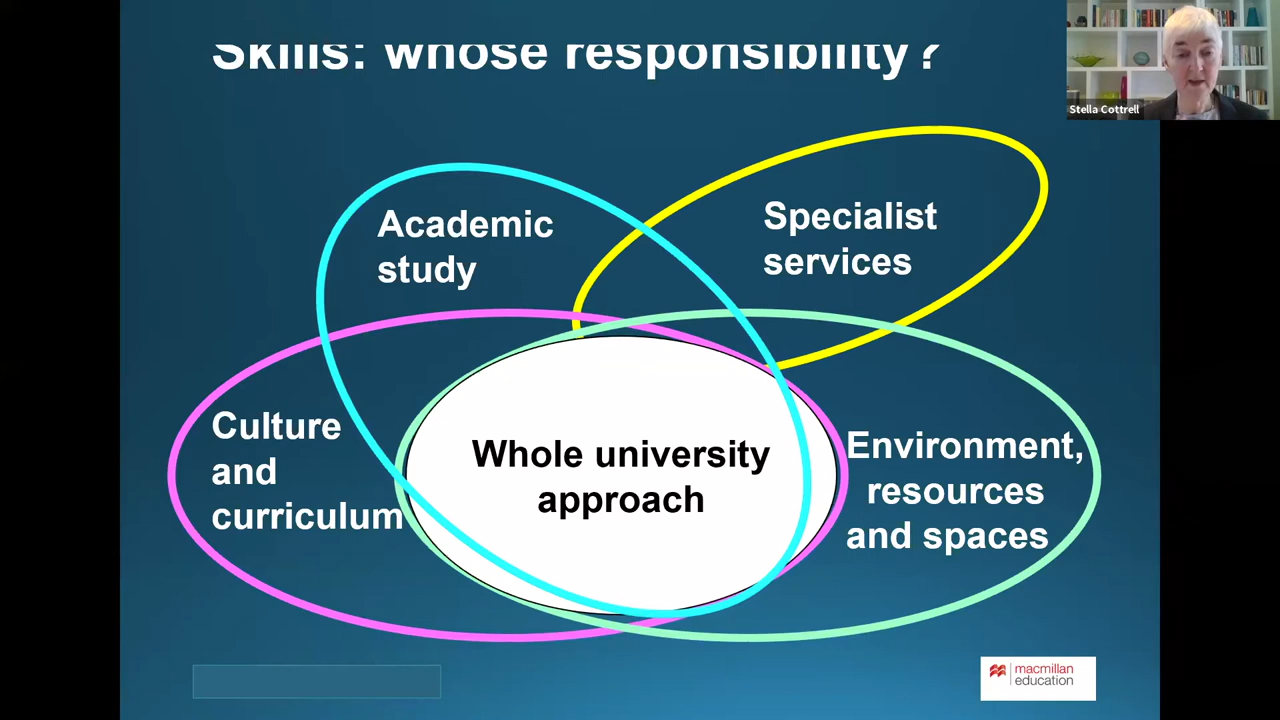 Skills: whose responsibility?
Stella Cottrell
Academic
study
Specialist
services
Culture
and
curriculum
Whole university
approach
Environment,
resources
and spaces
macmillan
education